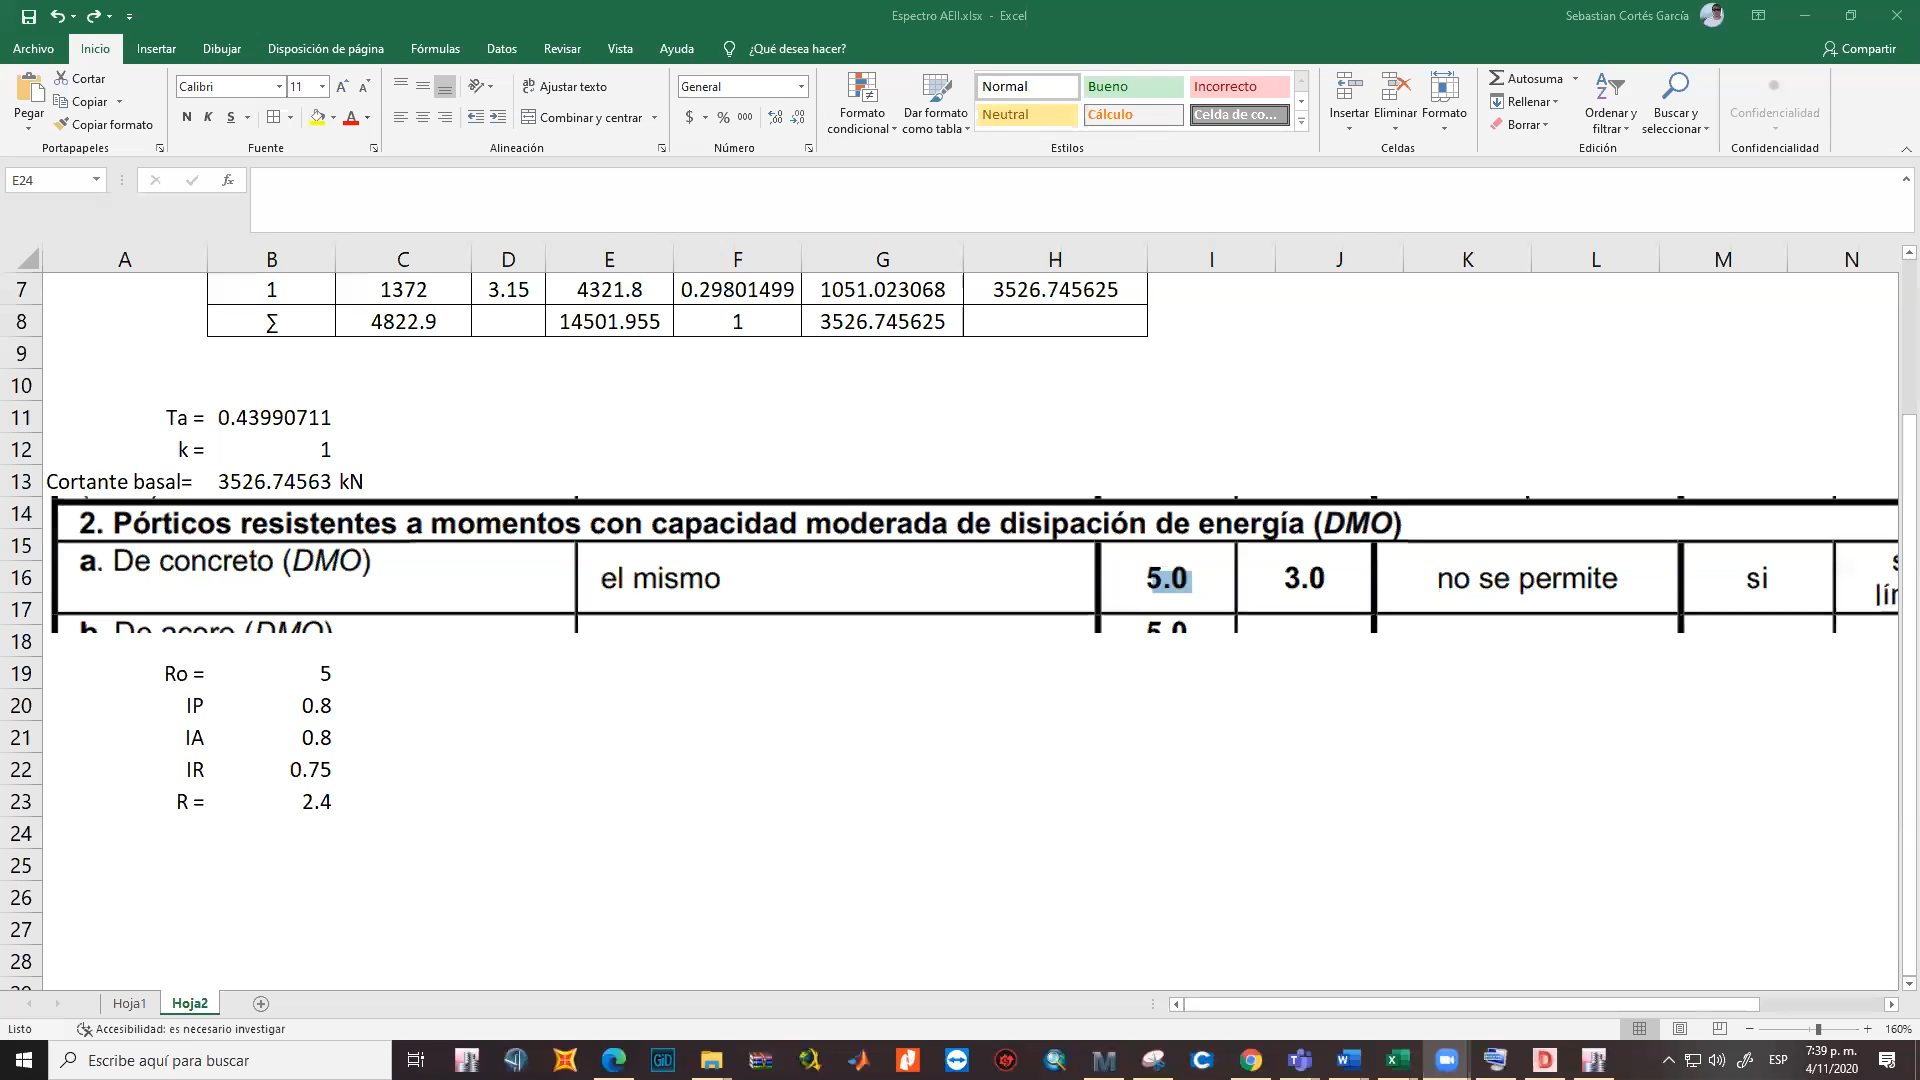 Espectro AEII.xlsx - Excel
Sebastian Cortés García
Archivo Inicio Insertar Dibujar Disposición de página Fórmulas Datos Revisar Vista Ayuda ¿Qué desea hacer? Compartir
Pegar
Cortar
Copiar
Copiar formato
Portapapeles
Calibri 11
N K S
Fuente
Ajustar texto
Combinar y centrar
Alineación
General
$ % 000
Número
Formato condicional
Dar formato como tabla
Normal Bueno Incorrecto
Neutral Cálculo Celda de co...
Estilos
Insertar Eliminar Formato
Celdas
Autosuma
Rellenar
Borrar
Ordenar y filtrar
Buscar y seleccionar
Edición
Confidencialidad
Confidencialidad
E24 fx
A B C D E F G H I J K L M N
7 1 1372 3.15 4321.8 0.29801499 1051.023068 3526.745625
8 ∑ 4822.9 14501.955 1 3526.745625
9
10
11 Ta = 0.43990711
12 k = 1
13 Cortante basal= 3526.74563 kN
14 2. Pórticos resistentes a momentos con capacidad moderada de disipación de energía (DMO)
15 a. De concreto (DMO)
16 el mismo 5.0 3.0 no se permite si
17
18 b. De acero (DMO) 5.0
19 Ro = 5
20 IP 0.8
21 IA 0.8
22 IR 0.75
23 R = 2.4
24
25
26
27
28
Hoja1 Hoja2
Listo Accesibilidad: es necesario investigar 160%
Escribe aquí para buscar
ESP
7:39 p. m.
4/11/2020